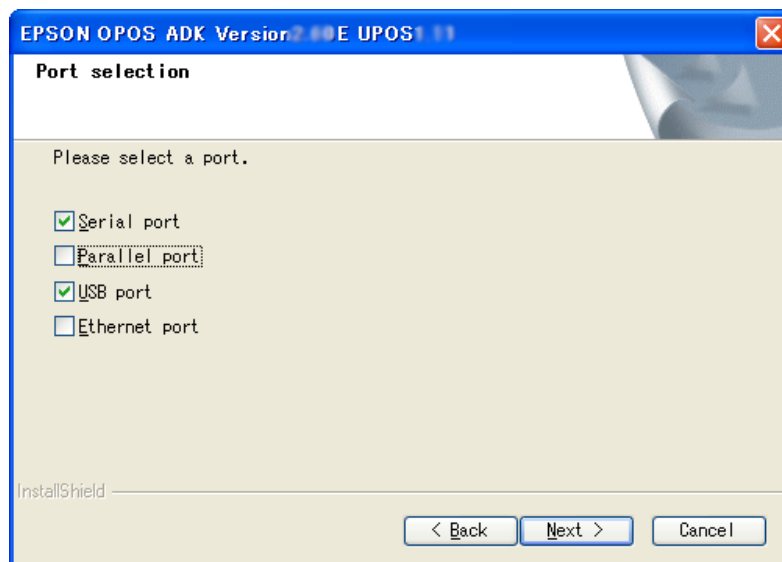 EPSON OPOS ADK Version E UPOS
Port selection
Please select a port.
Serial port
Parallel port
USB port
Ethernet port
InstallShield
< Back
Next >
Cancel